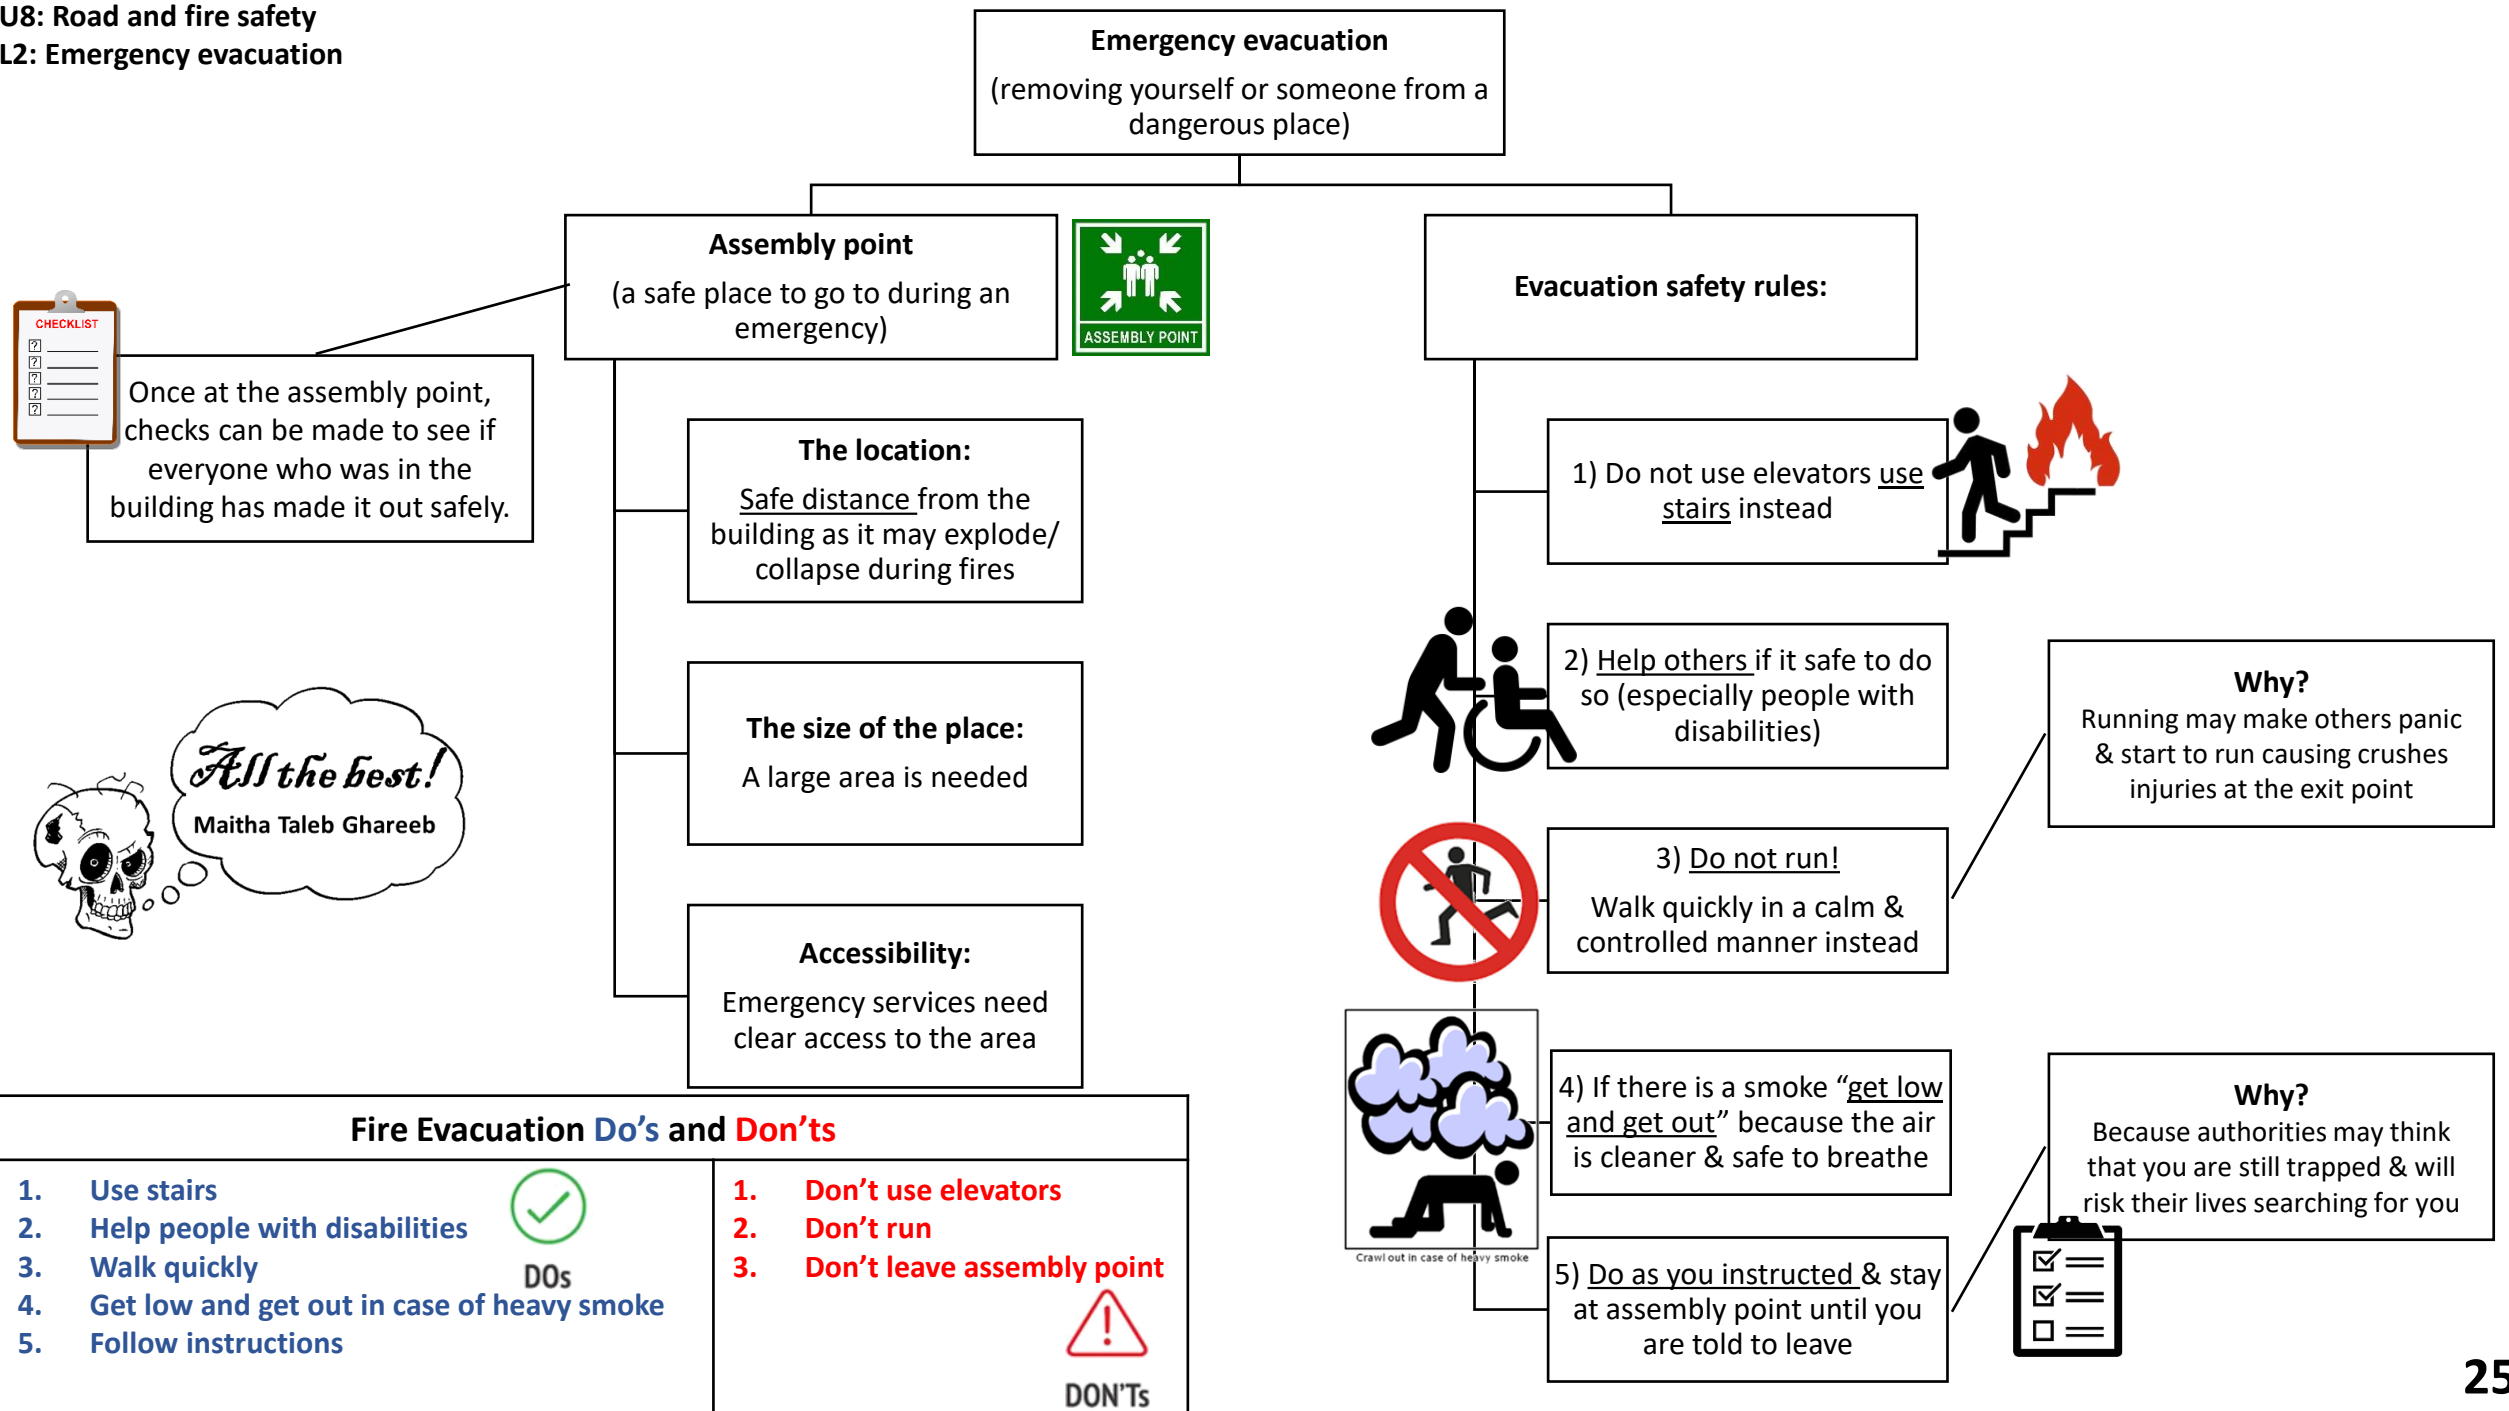 U8: Road and fire safety
L2: Emergency evacuation
Emergency evacuation
(removing yourself or someone from a
dangerous place)
Assembly point
(a safe place to go to during an
emergency)
ASSEMBLY POINT
Evacuation safety rules:
CHECKLIST
Once at the assembly point,
checks can be made to see if
everyone who was in the
building has made it out safely.
The location:
Safe distance from the
building as it may explode/
collapse during fires
The size of the place:
A large area is needed
Accessibility:
Emergency services need
clear access to the area
All the best!
Maitha Taleb Ghareeb
1) Do not use elevators use
stairs instead
2) Help others if it safe to do
so (especially people with
disabilities)
3) Do not run!
Walk quickly in a calm &
controlled manner instead
Why?
Running may make others panic
& start to run causing crushes
injuries at the exit point
4) If there is a smoke “get low
and get out” because the air
is cleaner & safe to breathe
Crawl out in case of heavy smoke
5) Do as you instructed & stay
at assembly point until you
are told to leave
Why?
Because authorities may think
that you are still trapped & will
risk their lives searching for you
Fire Evacuation Do’s and Don’ts
1. Use stairs
2. Help people with disabilities
3. Walk quickly
4. Get low and get out in case of heavy smoke
5. Follow instructions
DOs
1. Don’t use elevators
2. Don’t run
3. Don’t leave assembly point
DON'Ts
25